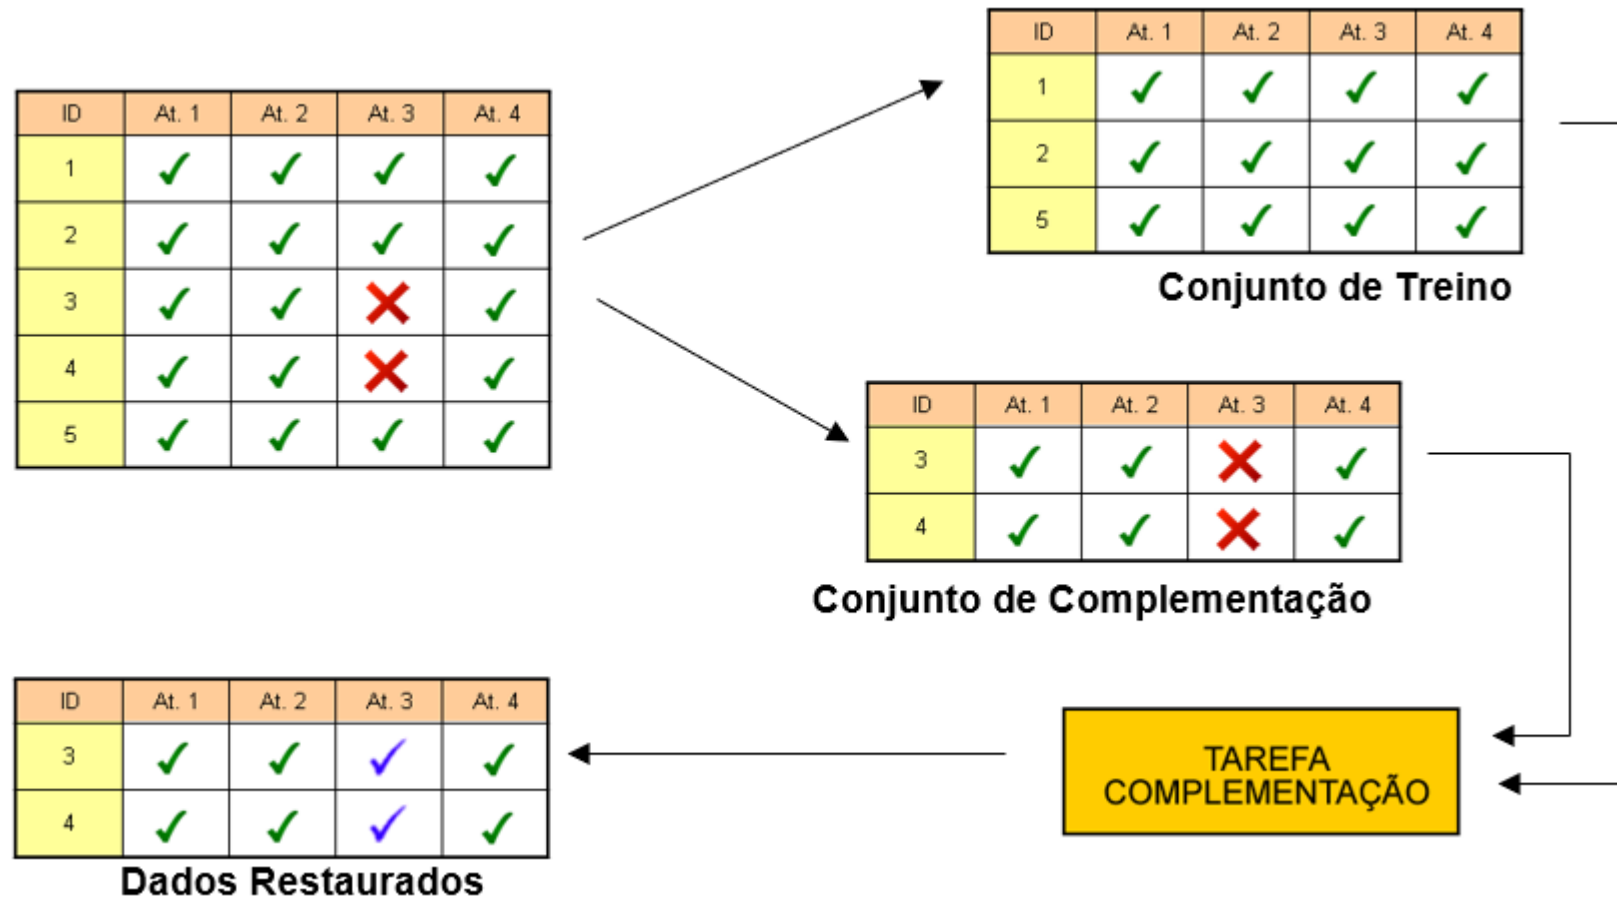 ID At. 1 At. 2 At. 3 At. 4
1
2
3
4
5
ID At. 1 At. 2 At. 3 At. 4
1
2
5
Conjunto de Treino
ID At. 1 At. 2 At. 3 At. 4
3
4
Conjunto de Complementação
TAREFA
COMPLEMENTAÇÃO
ID At. 1 At. 2 At. 3 At. 4
3
4
Dados Restaurados